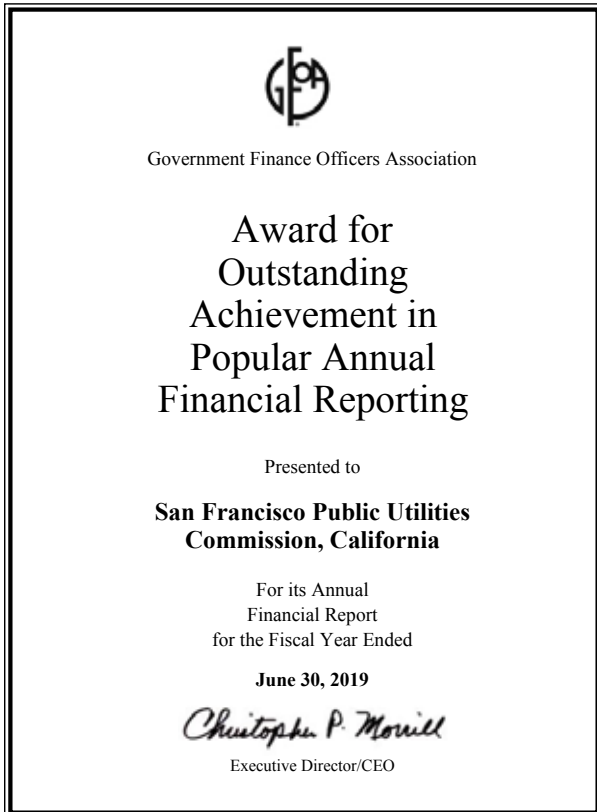 GFOA
Government Finance Officers Association
Award for
Outstanding
Achievement in
Popular Annual
Financial Reporting
Presented to
San Francisco Public Utilities
Commission, California
For its Annual
Financial Report
for the Fiscal Year Ended
June 30, 2019
Christopher P. Morrill
Executive Director/CEO